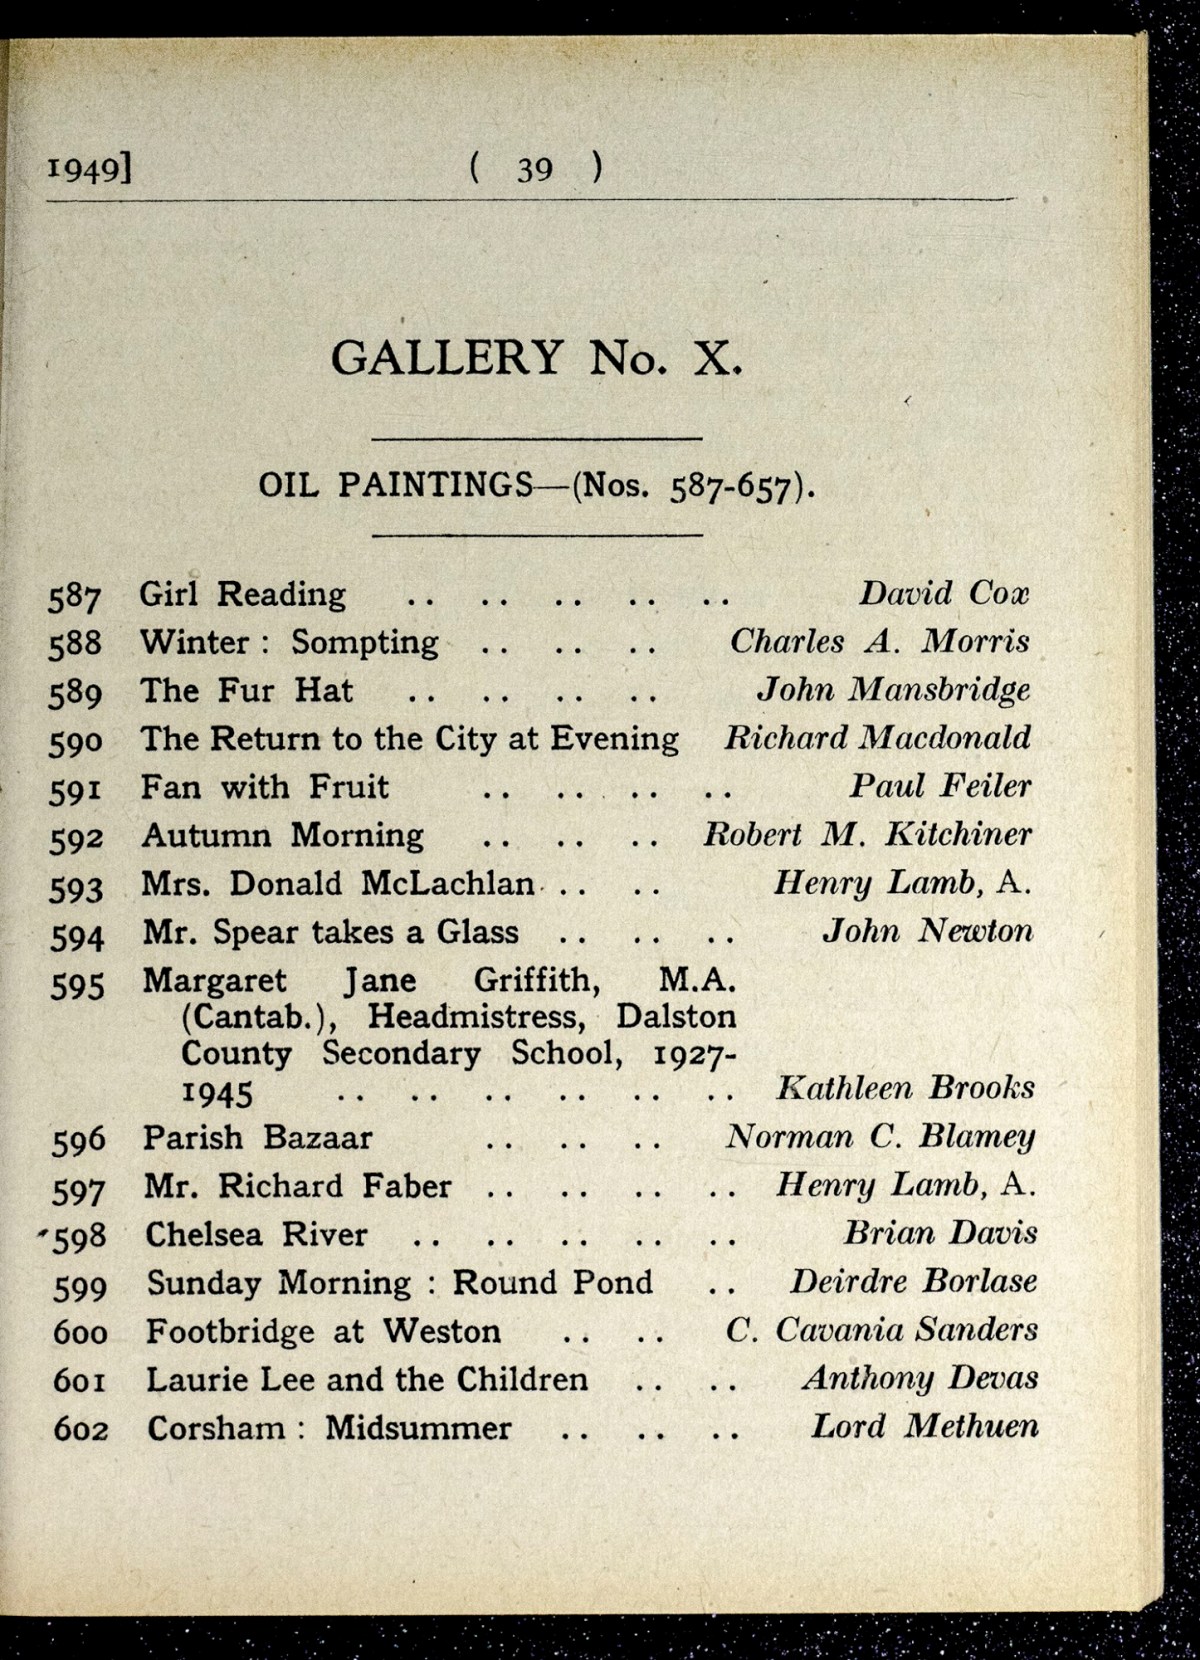 1949] ( 39 )
GALLERY No. X.
OIL PAINTINGS—(Nos. 587-657).
587 Girl Reading .. .. .. .. .. David Cox
588 Winter : Sompting .. .. .. Charles A. Morris
589 The Fur Hat .. .. .. .. John Mansbridge
590 The Return to the City at Evening Richard Macdonald
591 Fan with Fruit .. .. .. .. Paul Feiler
592 Autumn Morning .. .. .. Robert M. Kitchiner
593 Mrs. Donald McLachlan .. .. Henry Lamb, A.
594 Mr. Spear takes a Glass .. .. .. John Newton
595 Margaret Jane Griffith, M.A.
(Cantab.), Headmistress, Dalston
County Secondary School, 1927-
1945 .. .. .. .. .. .. Kathleen Brooks
596 Parish Bazaar .. .. .. Norman C. Blamey
597 Mr. Richard Faber .. .. .. .. Henry Lamb, A.
598 Chelsea River .. .. .. .. .. Brian Davis
599 Sunday Morning : Round Pond .. Deirdre Borlase
600 Footbridge at Weston .. .. C. Cavania Sanders
601 Laurie Lee and the Children .. .. Anthony Devas
602 Corsham : Midsummer .. .. .. Lord Methuen